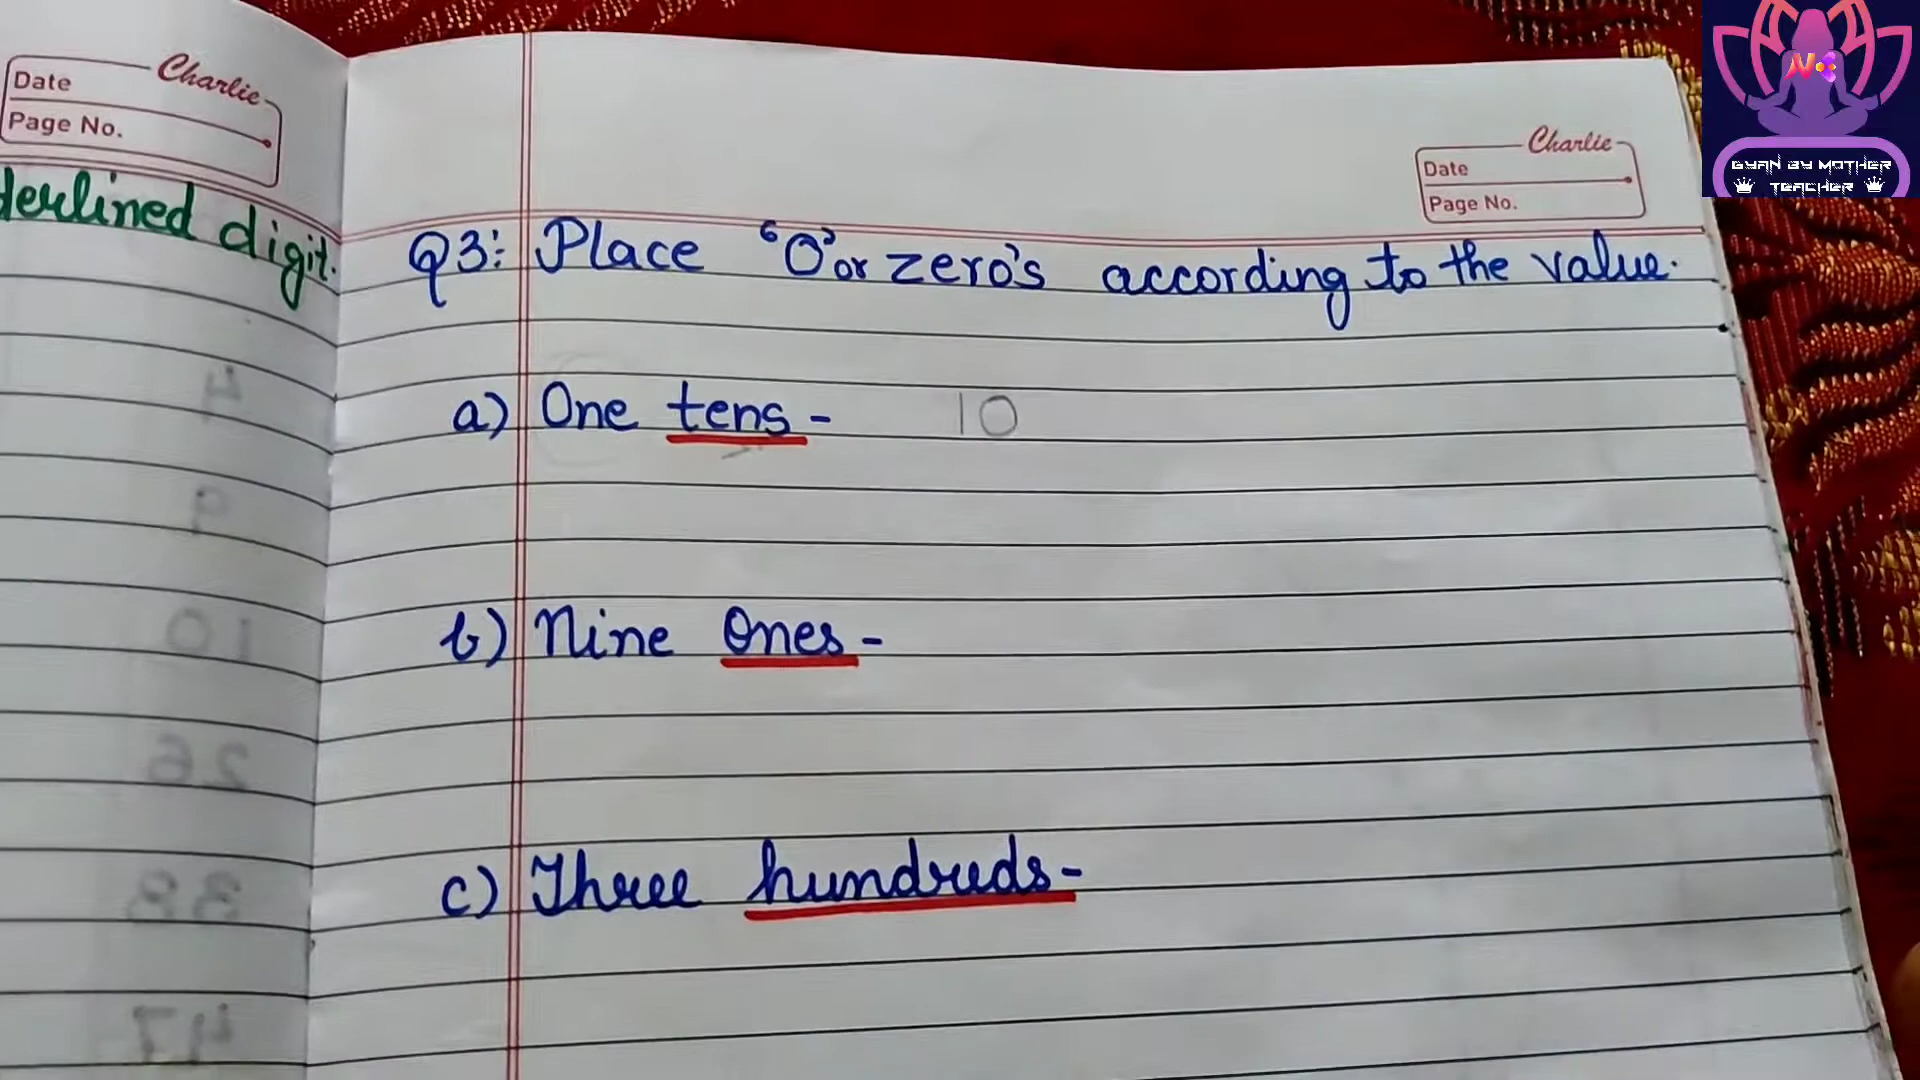 Charlie
Date
Page No.
derlined digit.
Charlie
Date
Page No.
Q3: Place ‘0’ or zero's according to the value.
a) One tens - 10
b) Nine Ones -
c) Three hundreds -
GYAN BY MOTHER
TEACHER